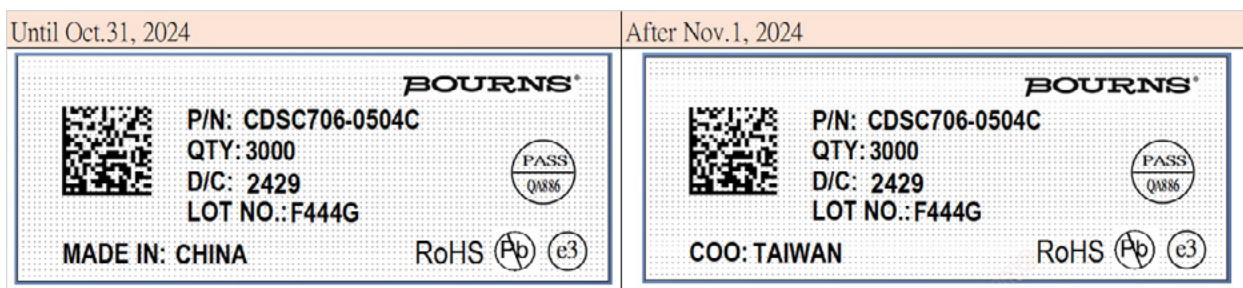 Until Oct.31, 2024
After Nov.1, 2024
BOURNS®
P/N: CDSC706-0504C
QTY: 3000
D/C: 2429
LOT NO.: F444G
PASS
QA886
MADE IN: CHINA
RoHS Pb e3
BOURNS®
P/N: CDSC706-0504C
QTY: 3000
D/C: 2429
LOT NO.: F444G
PASS
QA886
COO: TAIWAN
RoHS Pb e3